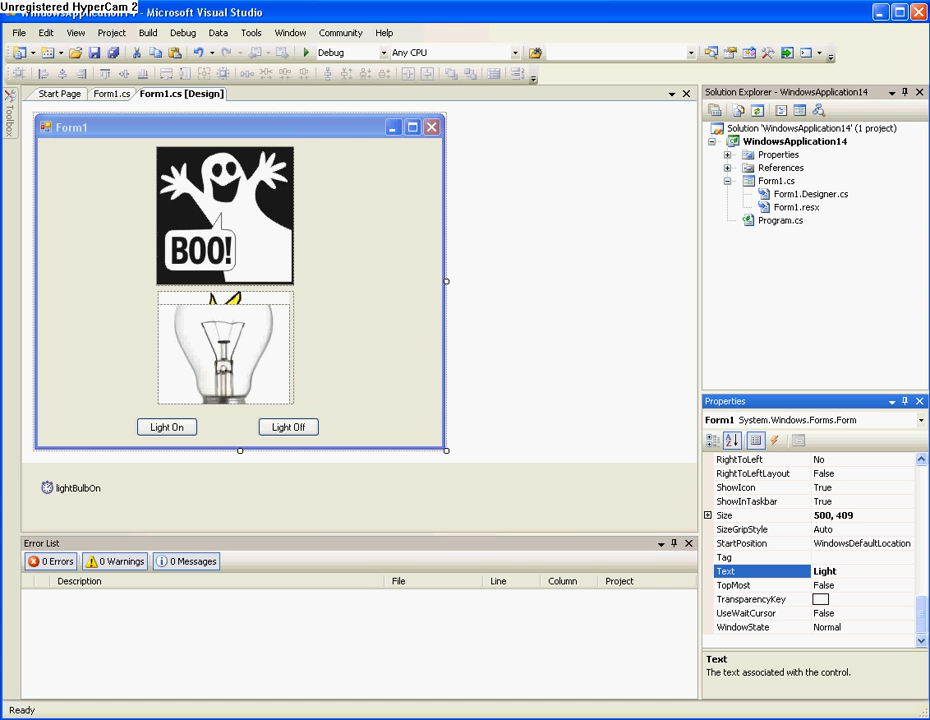 Unregistered HyperCam 2
WindowsApplication14 - Microsoft Visual Studio
File Edit View Project Build Debug Data Tools Window Community Help
Debug Any CPU
Toolbox
Start Page Form1.cs Form1.cs [Design]
Form1
BOO!
Light On Light Off
lightBulbOn
Error List
0 Errors 0 Warnings 0 Messages
Description File Line Column Project
Solution Explorer - WindowsApplication14
Solution 'WindowsApplication14' (1 project)
WindowsApplication14
Properties
References
Form1.cs
Form1.Designer.cs
Form1.resx
Program.cs
Properties
Form1 System.Windows.Forms.Form
RightToLeft No
RightToLeftLayout False
ShowIcon True
ShowInTaskbar True
Size 500, 409
SizeGripStyle Auto
StartPosition WindowsDefaultLocation
Tag
Text Light
TopMost False
TransparencyKey
UseWaitCursor False
WindowState Normal
Text
The text associated with the control.
Ready